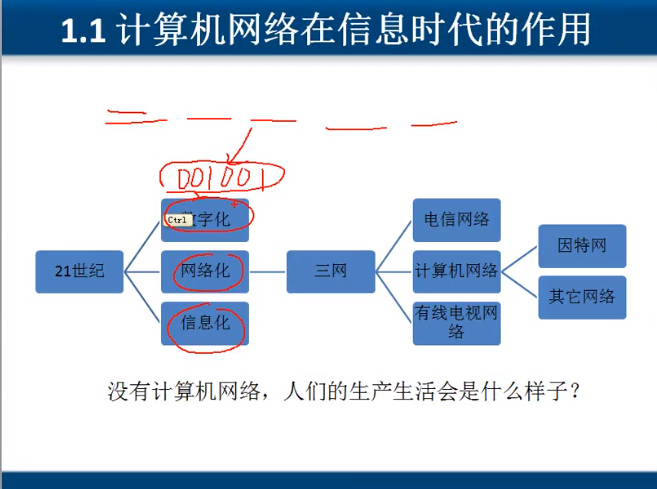 1.1 计算机网络在信息时代的作用
001001
Ctrl
数字化
21世纪
网络化
信息化
三网
电信网络
计算机网络
有线电视网
络
因特网
其它网络
没有计算机网络，人们的生产生活会是什么样子？